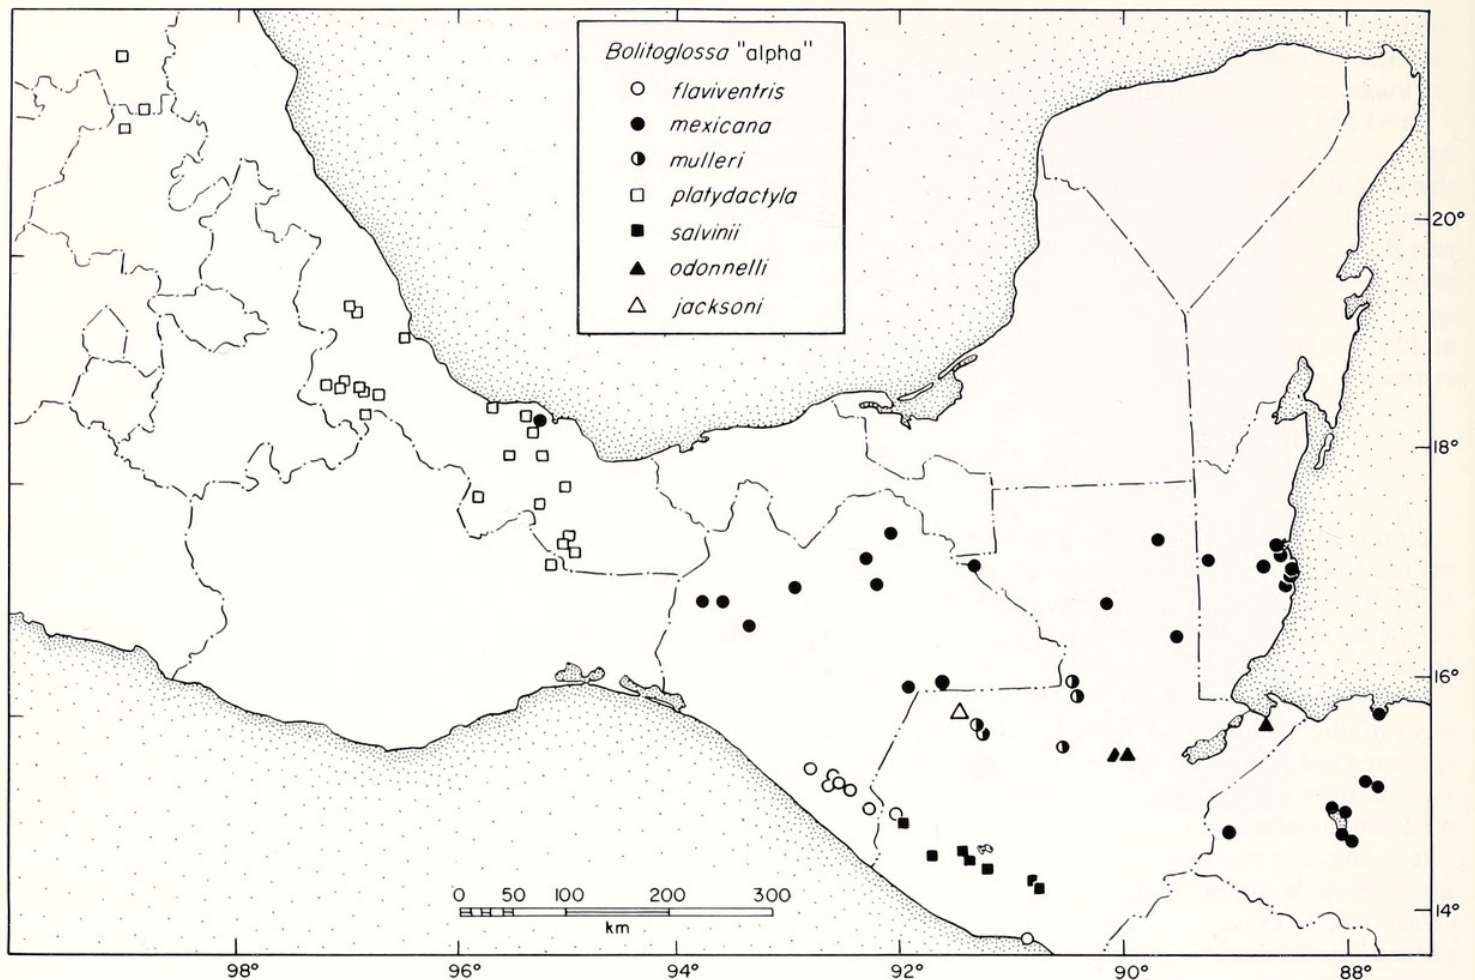 Bolitoglossa "alpha"
flaviventris
mexicana
mulleri
platydactyla
salvinii
odonnelli
jacksoni
20°
18°
16°
14°
0 50 100 200 300
km
98° 96° 94° 92° 90° 88°